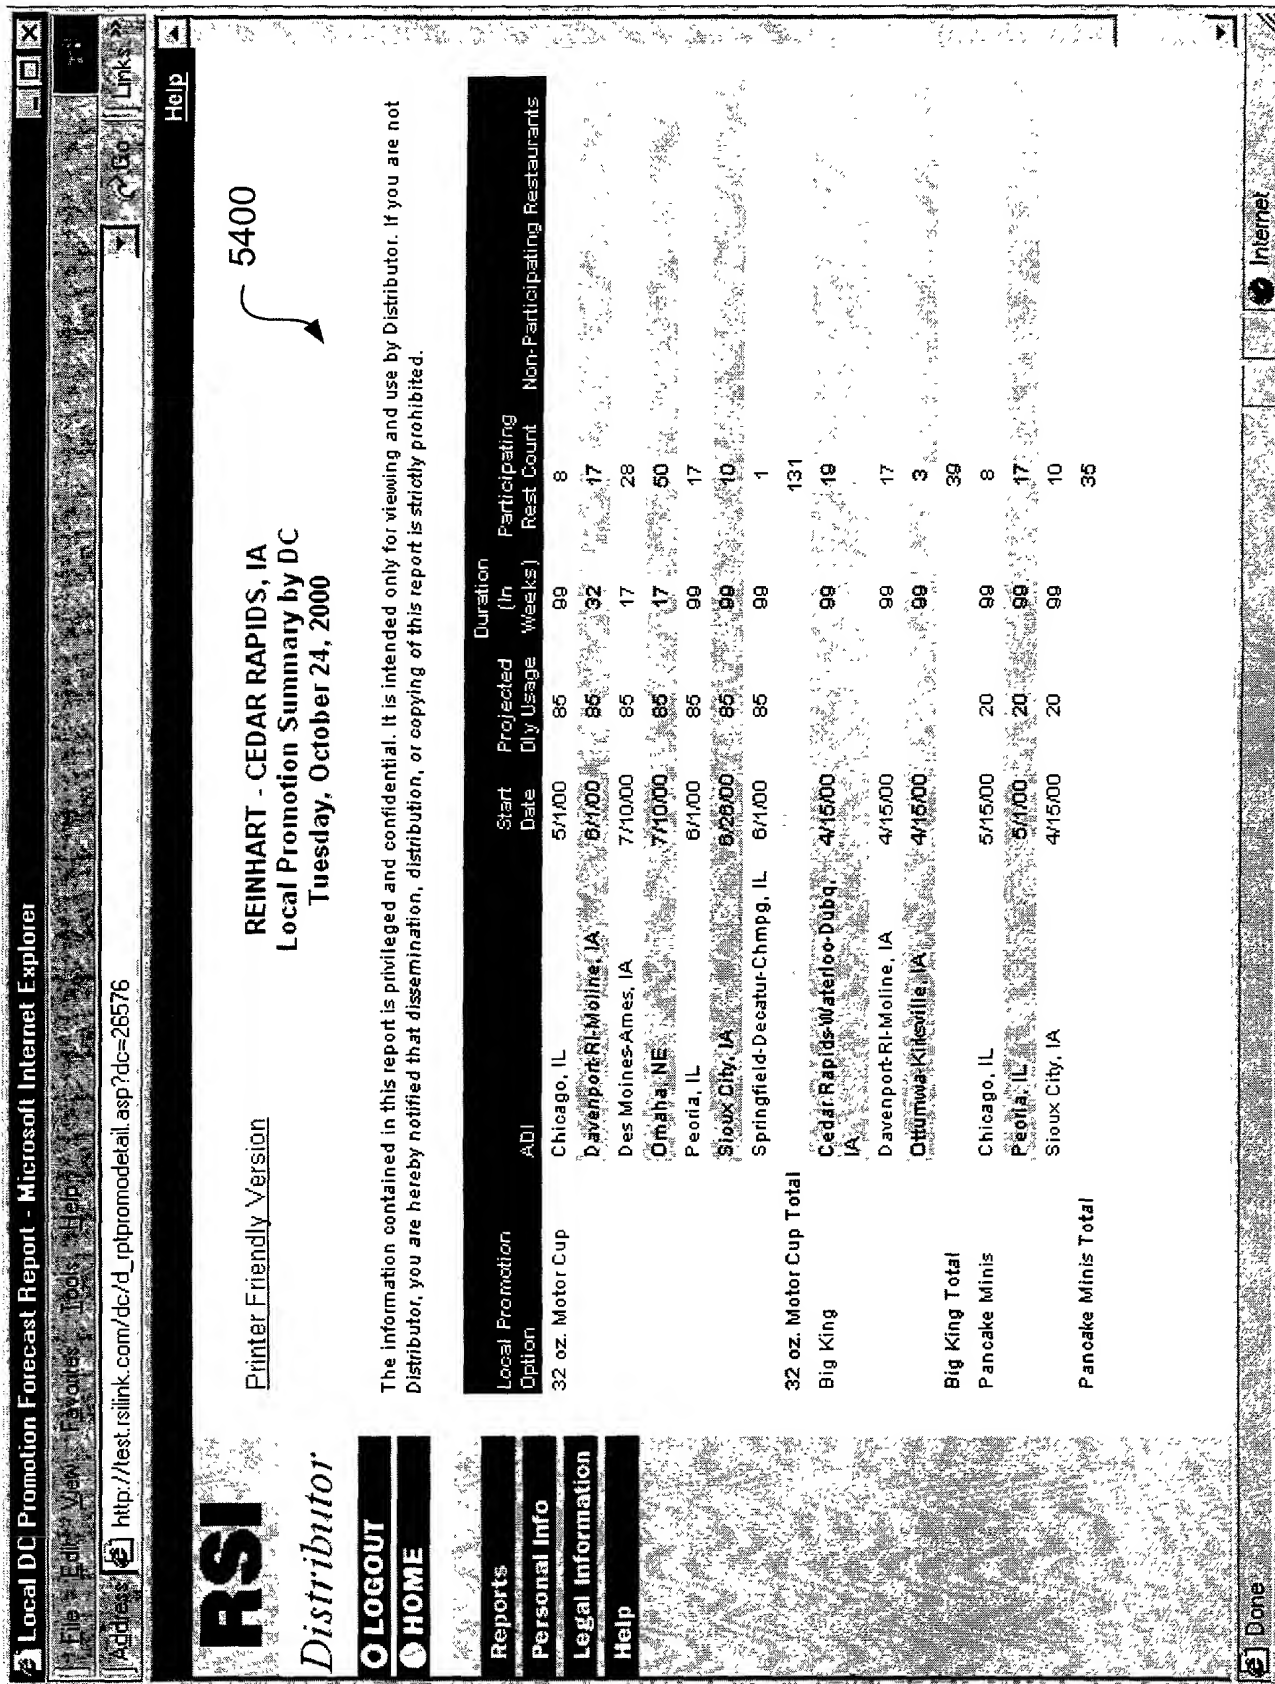 Local DC Promotion Forecast Report - Microsoft Internet Explorer
File Edit View Favorites Tools Help
Address http://test.rsilink.com/dc/d_rptpromodetail.asp?dc=26576 Go Links »
Help
RSI
Distributor
LOGOUT
HOME
Reports
Personal Info
Legal Information
Help
Printer Friendly Version
5400
REINHART - CEDAR RAPIDS, IA
Local Promotion Summary by DC
Tuesday, October 24, 2000
The information contained in this report is privileged and confidential. It is intended only for viewing and use by Distributor. If you are not
Distributor, you are hereby notified that dissemination, distribution, or copying of this report is strictly prohibited.
Local Promotion Option ADI Start Date Projected Dly Usage Duration (In Weeks) Participating Rest Count Non-Participating Restaurants
32 oz. Motor Cup Chicago, IL 5/1/00 85 99 8
Davenport-RI-Moline, IA 6/1/00 85 32 17
Des Moines-Ames, IA 7/10/00 85 17 28
Omaha, NE 7/10/00 85 17 50
Peoria, IL 6/1/00 85 99 17
Sioux City, IA 6/26/00 85 99 10
Springfield-Decatur-Chmpg, IL 6/1/00 85 99 1
32 oz. Motor Cup Total 131
Big King Cedar Rapids-Waterloo-Dubq, IA 4/15/00 99 19
Davenport-RI-Moline, IA 4/15/00 99 17
Ottumwa-Kirksville, IA 4/15/00 99 3
Big King Total 39
Pancake Minis Chicago, IL 5/15/00 20 99 8
Peoria, IL 5/1/00 20 99 17
Sioux City, IA 4/15/00 20 99 10
Pancake Minis Total 35
Done Internet